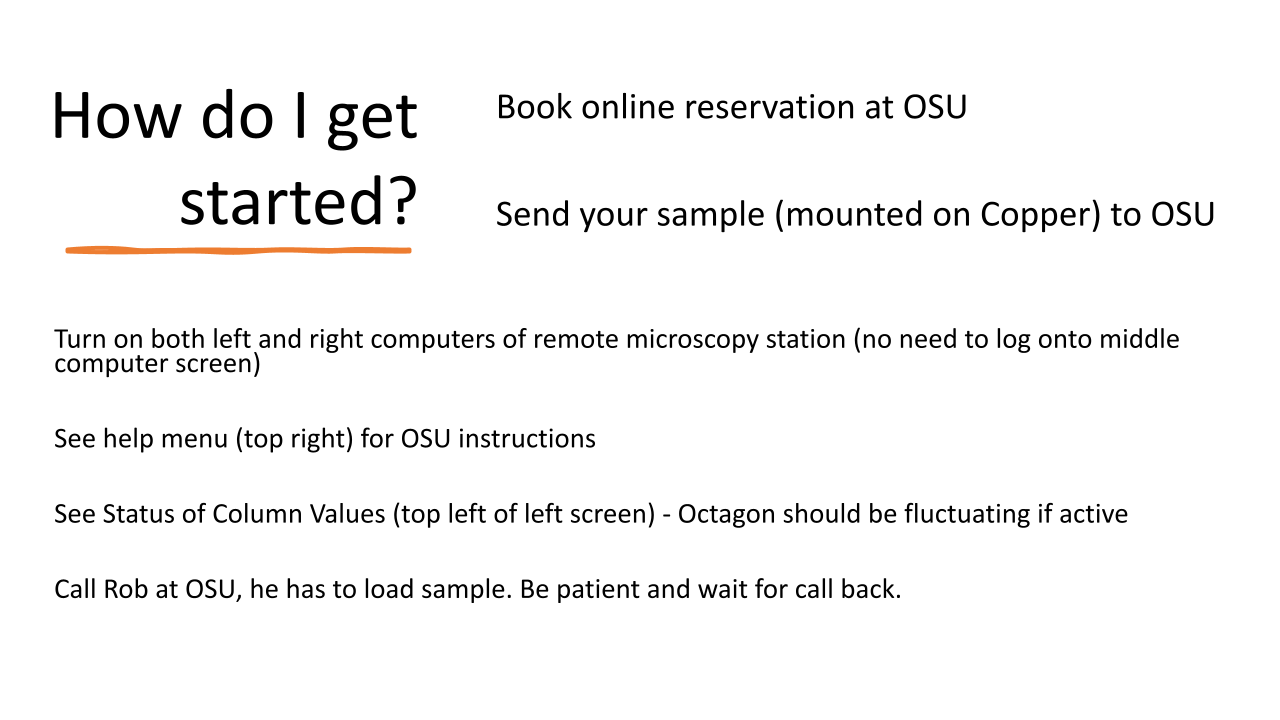 How do I get
started?
Book online reservation at OSU
Send your sample (mounted on Copper) to OSU
Turn on both left and right computers of remote microscopy station (no need to log onto middle
computer screen)
See help menu (top right) for OSU instructions
See Status of Column Values (top left of left screen) - Octagon should be fluctuating if active
Call Rob at OSU, he has to load sample. Be patient and wait for call back.